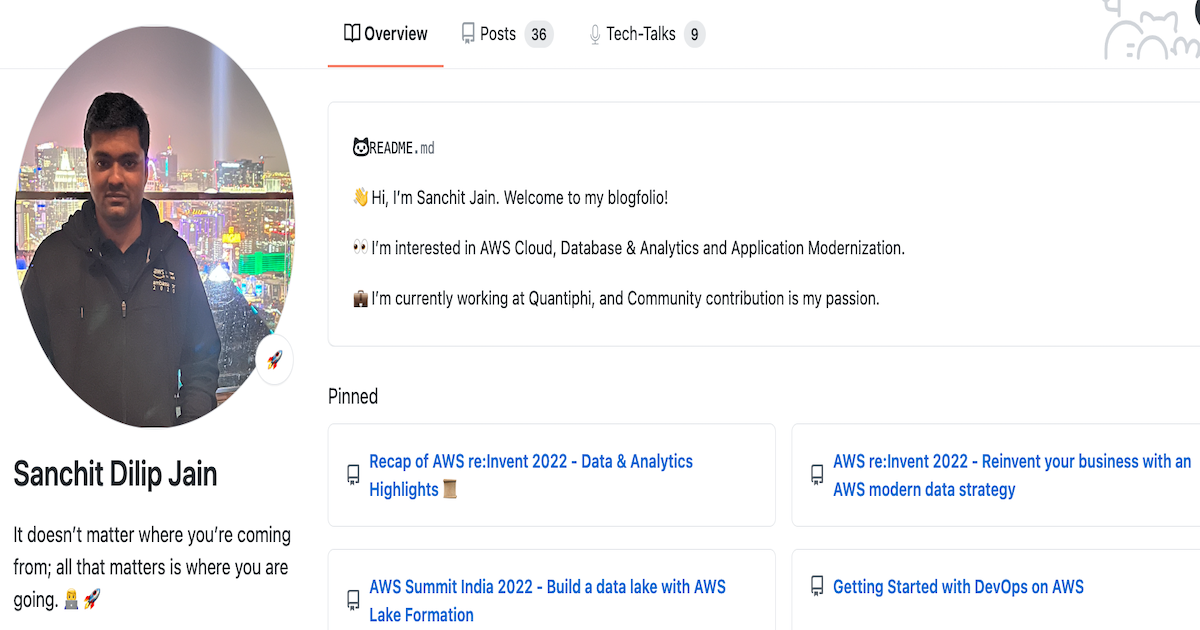 Overview
Posts 36
Tech-Talks 9
README.md
👋Hi, I'm Sanchit Jain. Welcome to my blogfolio!
👀I'm interested in AWS Cloud, Database & Analytics and Application Modernization.
💼I'm currently working at Quantiphi, and Community contribution is my passion.
Sanchit Dilip Jain
It doesn't matter where you're coming
from; all that matters is where you are
going. 👨‍💻🚀
Pinned
Recap of AWS re:Invent 2022 - Data & Analytics
Highlights📜
AWS re:Invent 2022 - Reinvent your business with an
AWS modern data strategy
AWS Summit India 2022 - Build a data lake with AWS
Lake Formation
Getting Started with DevOps on AWS